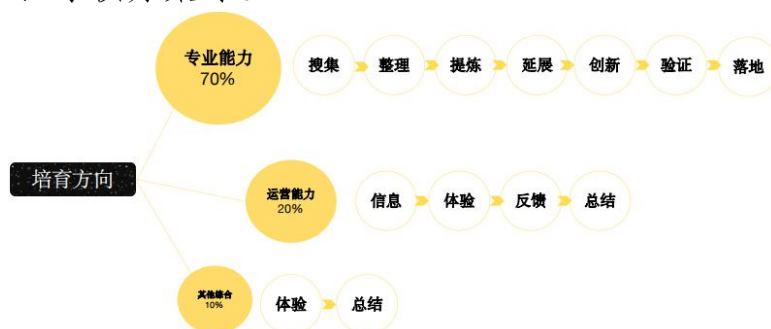 专业能力
70%
搜集
整理
提炼
延展
创新
验证
落地
培育方向
运营能力
20%
信息
体验
反馈
总结
其他综合
10%
体验
总结